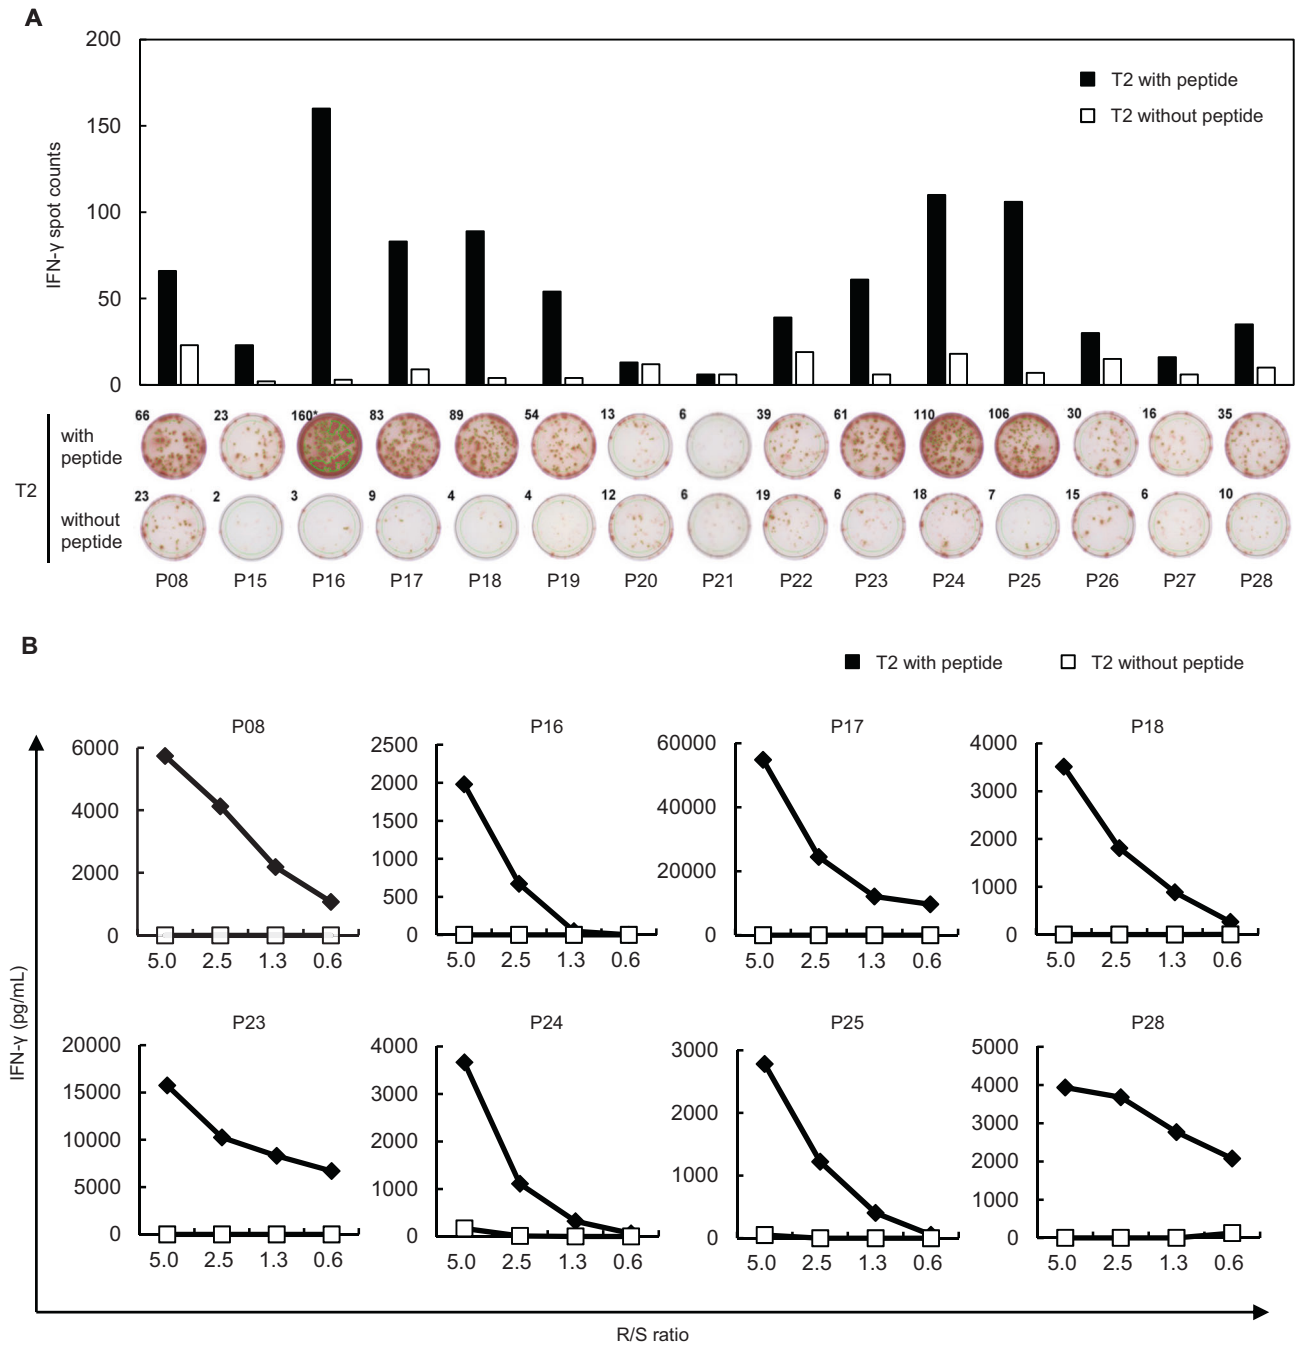 A
200
150
100
50
0
IFN-γ spot counts
T2 with peptide
T2 without peptide
66 23 160* 83 89 54 13 6 39 61 110 106 30 16 35
with
peptide
T2
23 2 3 9 4 4 12 6 19 6 18 7 15 6 10
without
peptide
P08 P15 P16 P17 P18 P19 P20 P21 P22 P23 P24 P25 P26 P27 P28
B
T2 with peptide T2 without peptide
P08
6000
4000
2000
0
5.0 2.5 1.3 0.6
P16
2500
2000
1500
1000
500
0
5.0 2.5 1.3 0.6
P17
60000
40000
20000
0
5.0 2.5 1.3 0.6
P18
4000
3000
2000
1000
0
5.0 2.5 1.3 0.6
IFN-γ (pg/mL)
P23
20000
15000
10000
5000
0
5.0 2.5 1.3 0.6
P24
4000
3000
2000
1000
0
5.0 2.5 1.3 0.6
P25
3000
2000
1000
0
5.0 2.5 1.3 0.6
P28
5000
4000
3000
2000
1000
0
5.0 2.5 1.3 0.6
R/S ratio